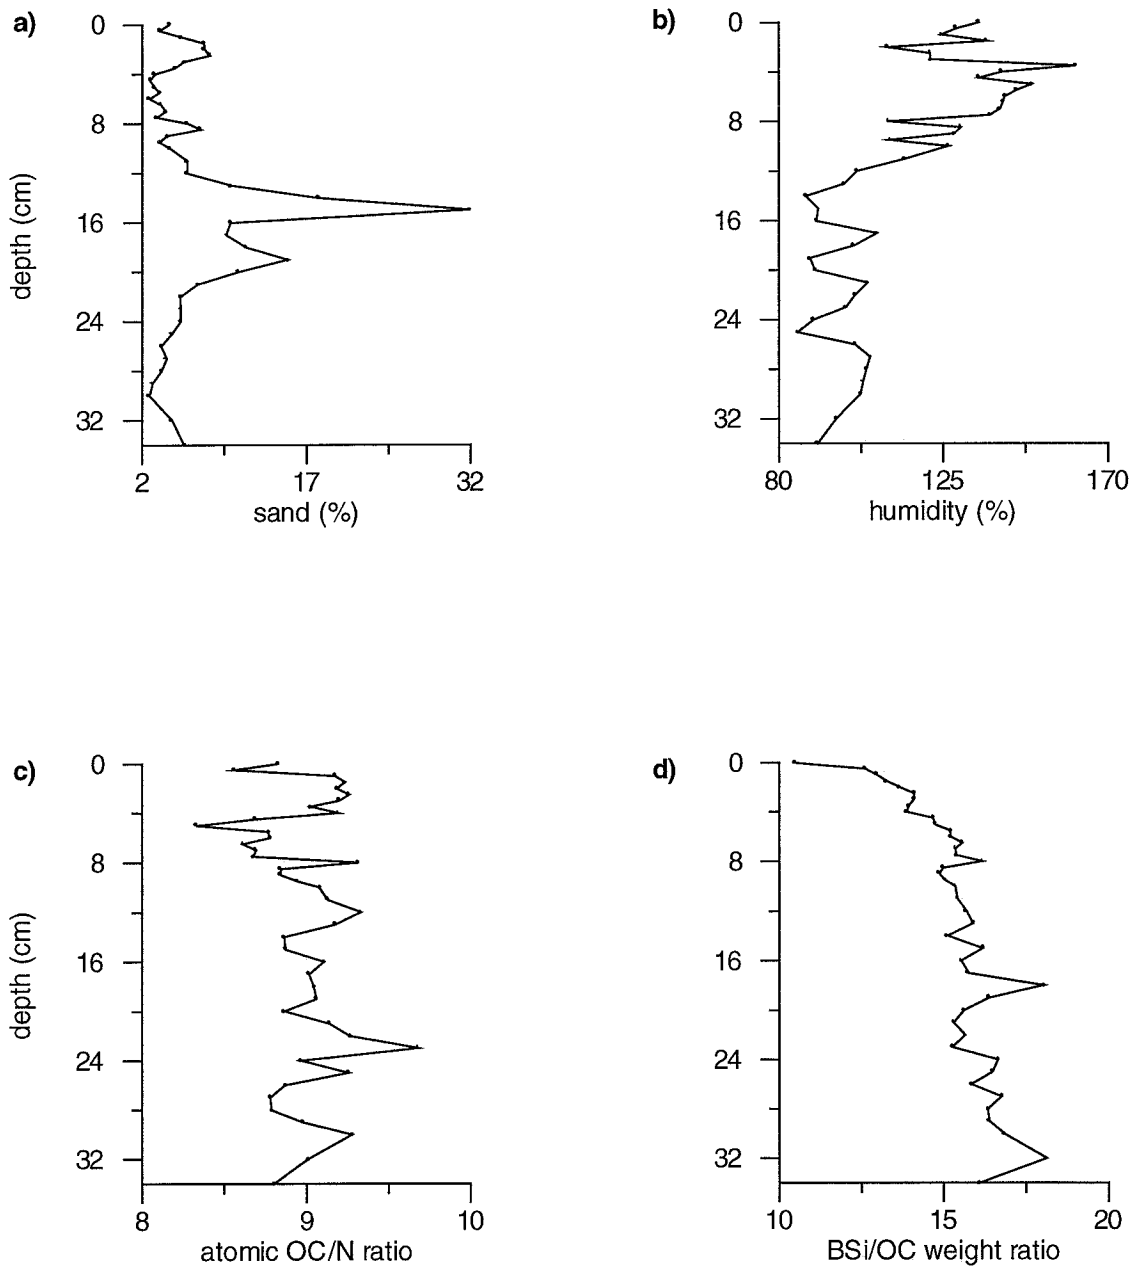 a)
0
8
16
24
32
depth (cm)
2 17 32
sand (%)
b)
0
8
16
24
32
80 125 170
humidity (%)
c)
0
8
16
24
32
depth (cm)
8 9 10
atomic OC/N ratio
d)
0
8
16
24
32
10 15 20
BSi/OC weight ratio